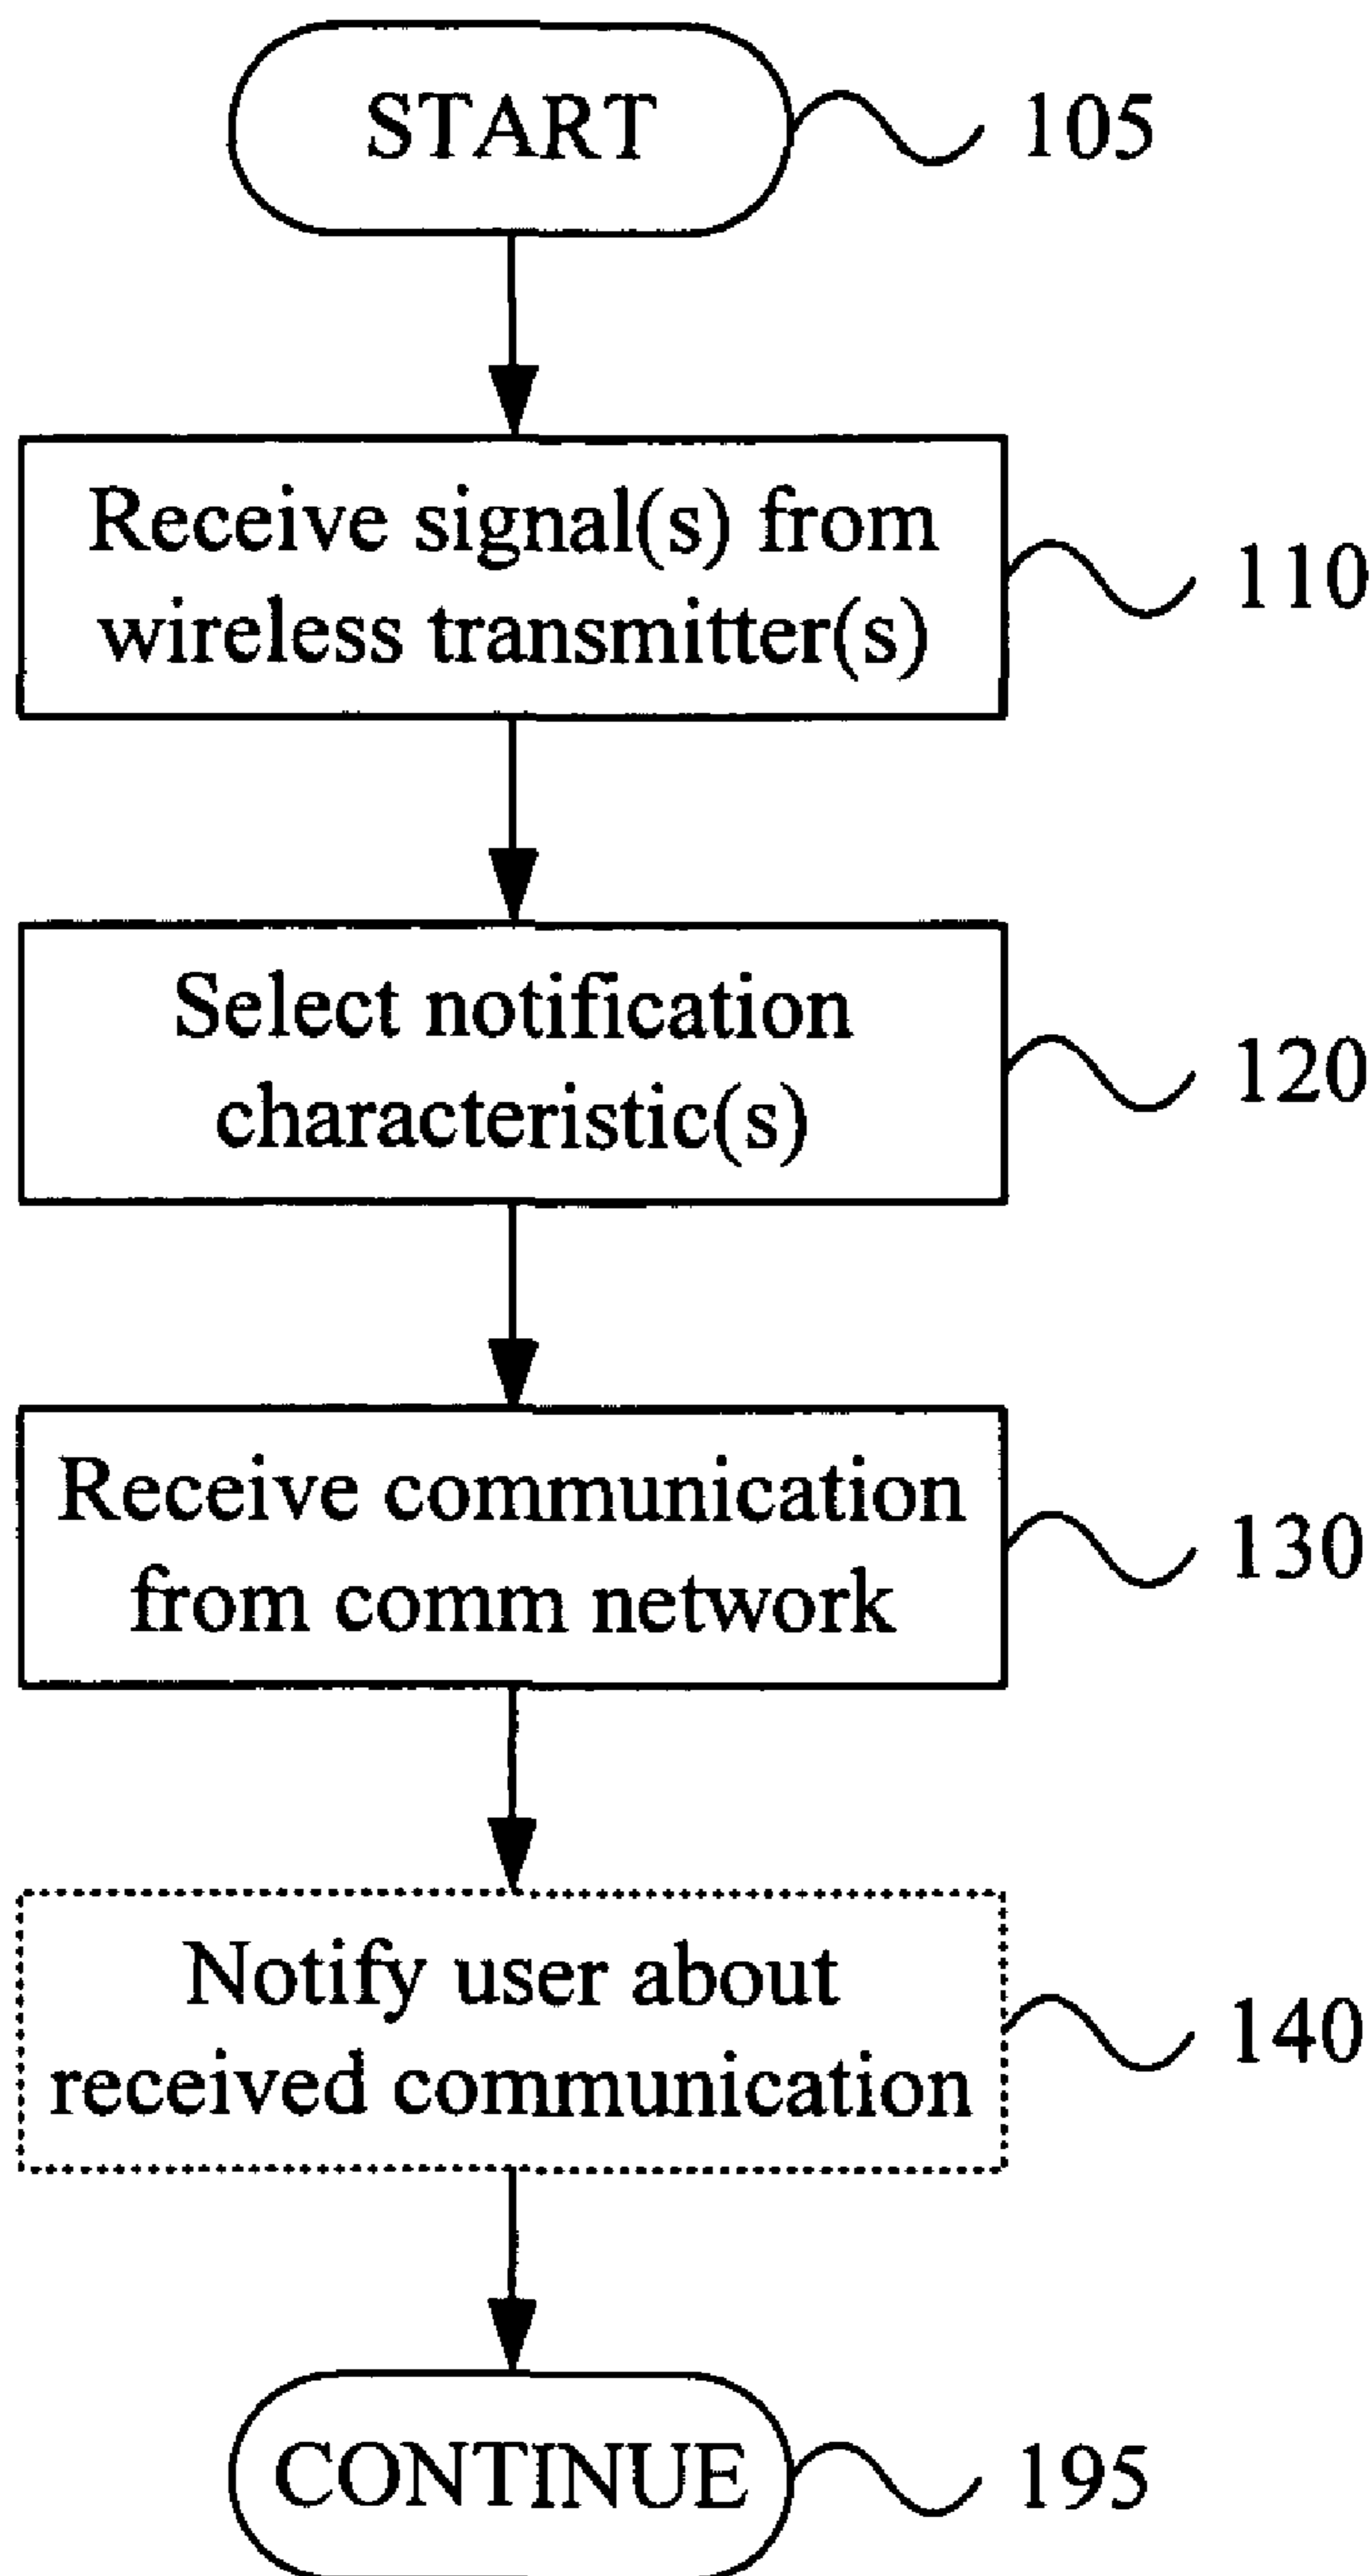 START
105
Receive signal(s) from
wireless transmitter(s)
110
Select notification
characteristic(s)
120
Receive communication
from comm network
130
Notify user about
received communication
140
CONTINUE
195